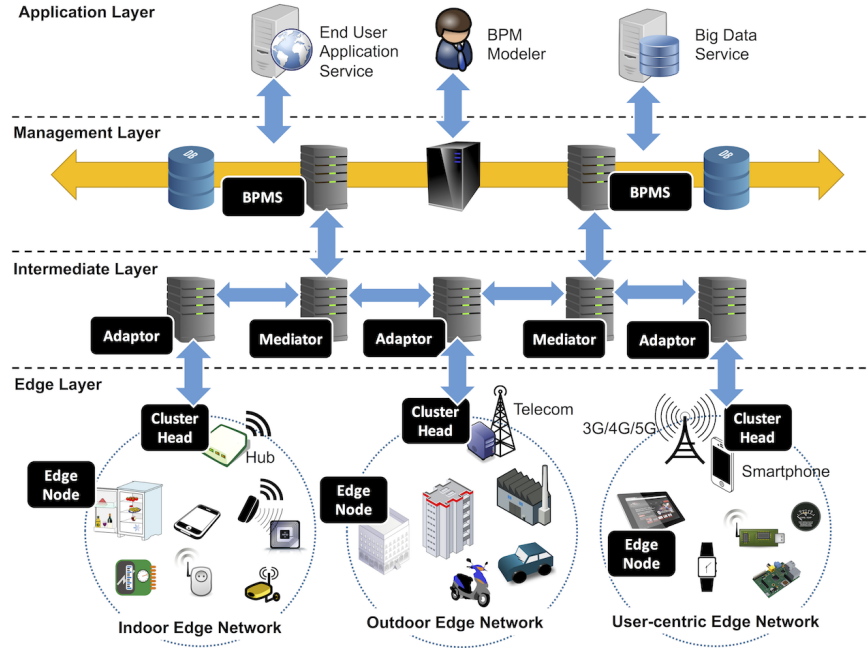 Application Layer
End User
Application
Service
BPM
Modeler
Big Data
Service
Management Layer
DB
BPMS
BPMS
DB
Intermediate Layer
Adaptor
Mediator
Adaptor
Mediator
Adaptor
Edge Layer
Cluster
Head
Hub
Edge
Node
Indoor Edge Network
Cluster
Head
Telecom
Edge
Node
Outdoor Edge Network
3G/4G/5G
Cluster
Head
Smartphone
Edge
Node
User-centric Edge Network